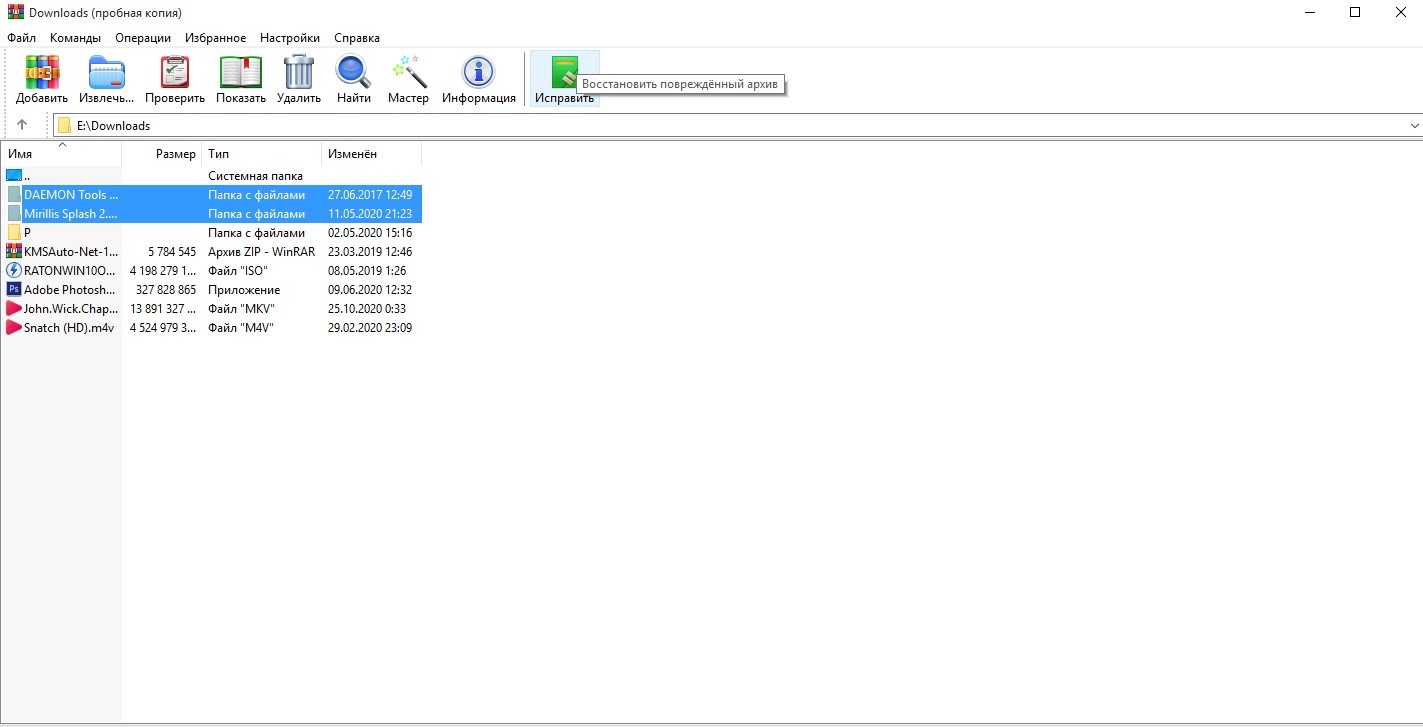 Downloads (пробная копия)
Файл Команды Операции Избранное Настройки Справка
Добавить Извлечь... Проверить Показать Удалить Найти Мастер Информация Исправить
Восстановить повреждённый архив
E:\Downloads
Имя Размер Тип Изменён
.. Системная папка
DAEMON Tools ... Папка с файлами 27.06.2017 12:49
Mirillis Splash 2.... Папка с файлами 11.05.2020 21:23
P Папка с файлами 02.05.2020 15:16
KMSAuto-Net-1... 5 784 545 Архив ZIP - WinRAR 23.03.2019 12:46
RATONWIN10O... 4 198 279 1... Файл "ISO" 08.05.2019 1:26
Ps Adobe Photosh... 327 828 865 Приложение 09.06.2020 12:32
John.Wick.Chap... 13 891 327 ... Файл "MKV" 25.10.2020 0:33
Snatch (HD).m4v 4 524 979 3... Файл "M4V" 29.02.2020 23:09